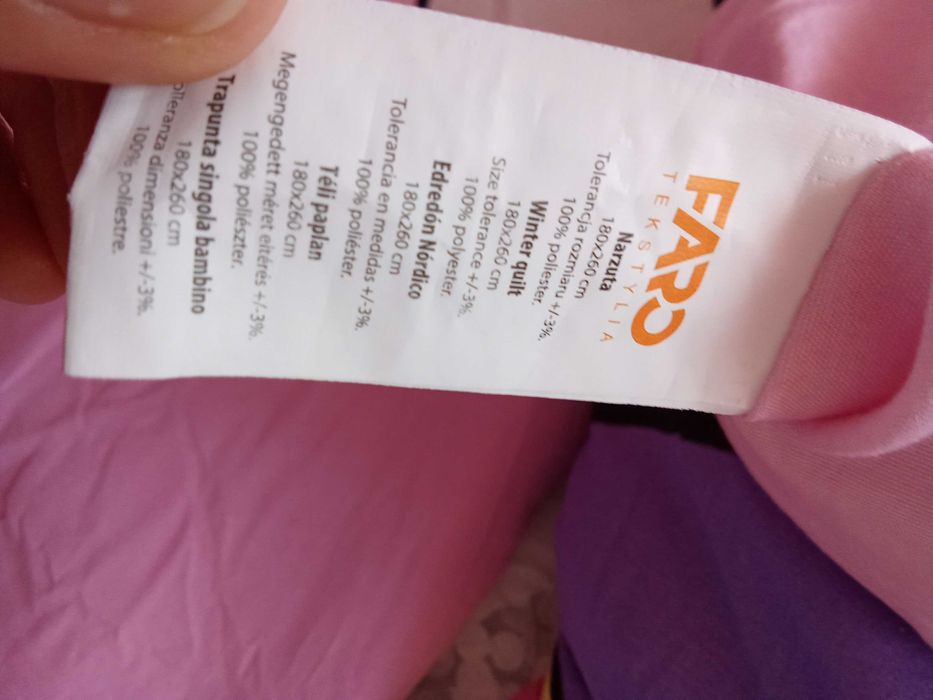 FARO
TEKSTYLIA
Narzuta
180x260 cm
Tolerancja rozmiaru +/-3%.
100% poliester.
Winter quilt
180x260 cm
Size tolerance +/-3%.
100% polyester.
Edredón Nórdico
180x260 cm
Tolerancia en medidas +/-3%.
100% poliéster.
Téli paplan
180x260 cm
Megengedett méret eltérés +/-3%.
100% poliészter.
Trapunta singola bambino
180x260 cm
olleranza dimensioni +/-3%.
100% poliestre.